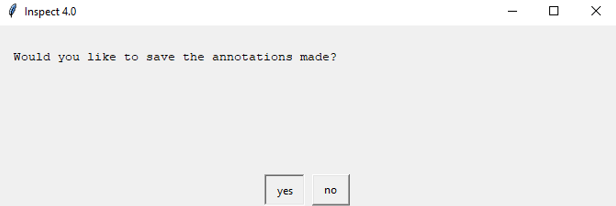 Inspect 4.0
Would you like to save the annotations made?
yes no